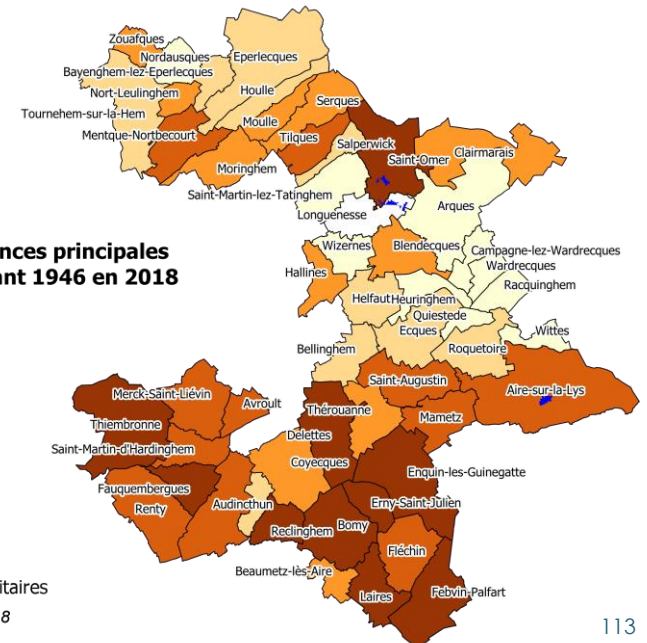 Zouafques
Nordausques
Eperlecques
Bayenghem-lez-Eperlecques
Nort-Leulinghem
Houlle
Serques
Tournehem-sur-la-Hem
Moulle
Mentque-Nortbecourt
Tilques
Salperwick
Saint-Omer
Clairmarais
Moringhem
Saint-Martin-lez-Tatinghem
Arques
Longuenesse
nces principales
ant 1946 en 2018
Wizernes
Blendecques
Campagne-lez-Wardrecques
Wardrecques
Hallines
Racquinghem
Helfaut
Heuringhem
Quiestede
Ecques
Wittes
Bellinghem
Roquetoire
Saint-Augustin
Aire-sur-la-Lys
Merck-Saint-Liévin
Avroult
Thérouanne
Mametz
Thiembronne
Delettes
Saint-Martin-d'Hardinghem
Coyecques
Enquin-les-Guinegatte
Fauquembergues
Audincthun
Erny-Saint-Julien
Renty
Reclinghem
Bomy
Fléchin
Beaumetz-lès-Aire
Laires
Febvin-Palfart
itaires
8
113